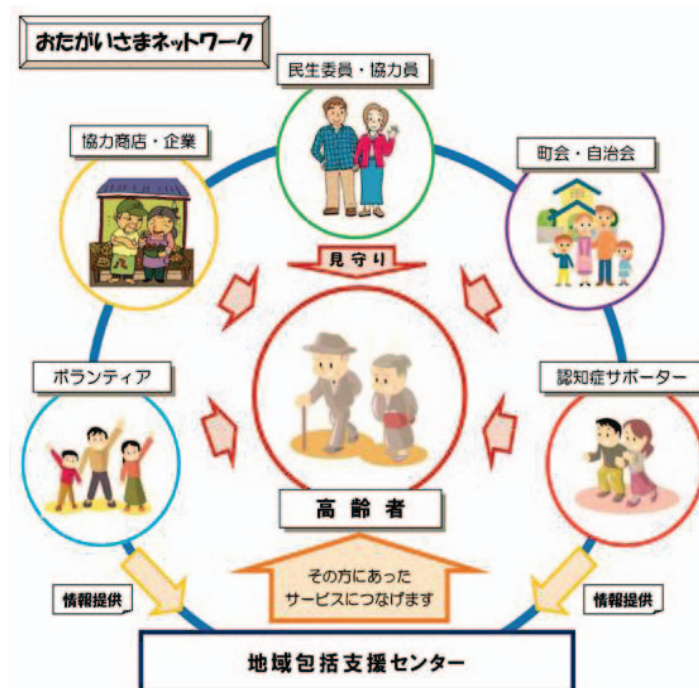 おたがいさまネットワーク
民生委員・協力員
協力商店・企業
町会・自治会
見守り
ボランティア
認知症サポーター
高齢者
その方にあった
サービスにつなげます
情報提供
情報提供
地域包括支援センター